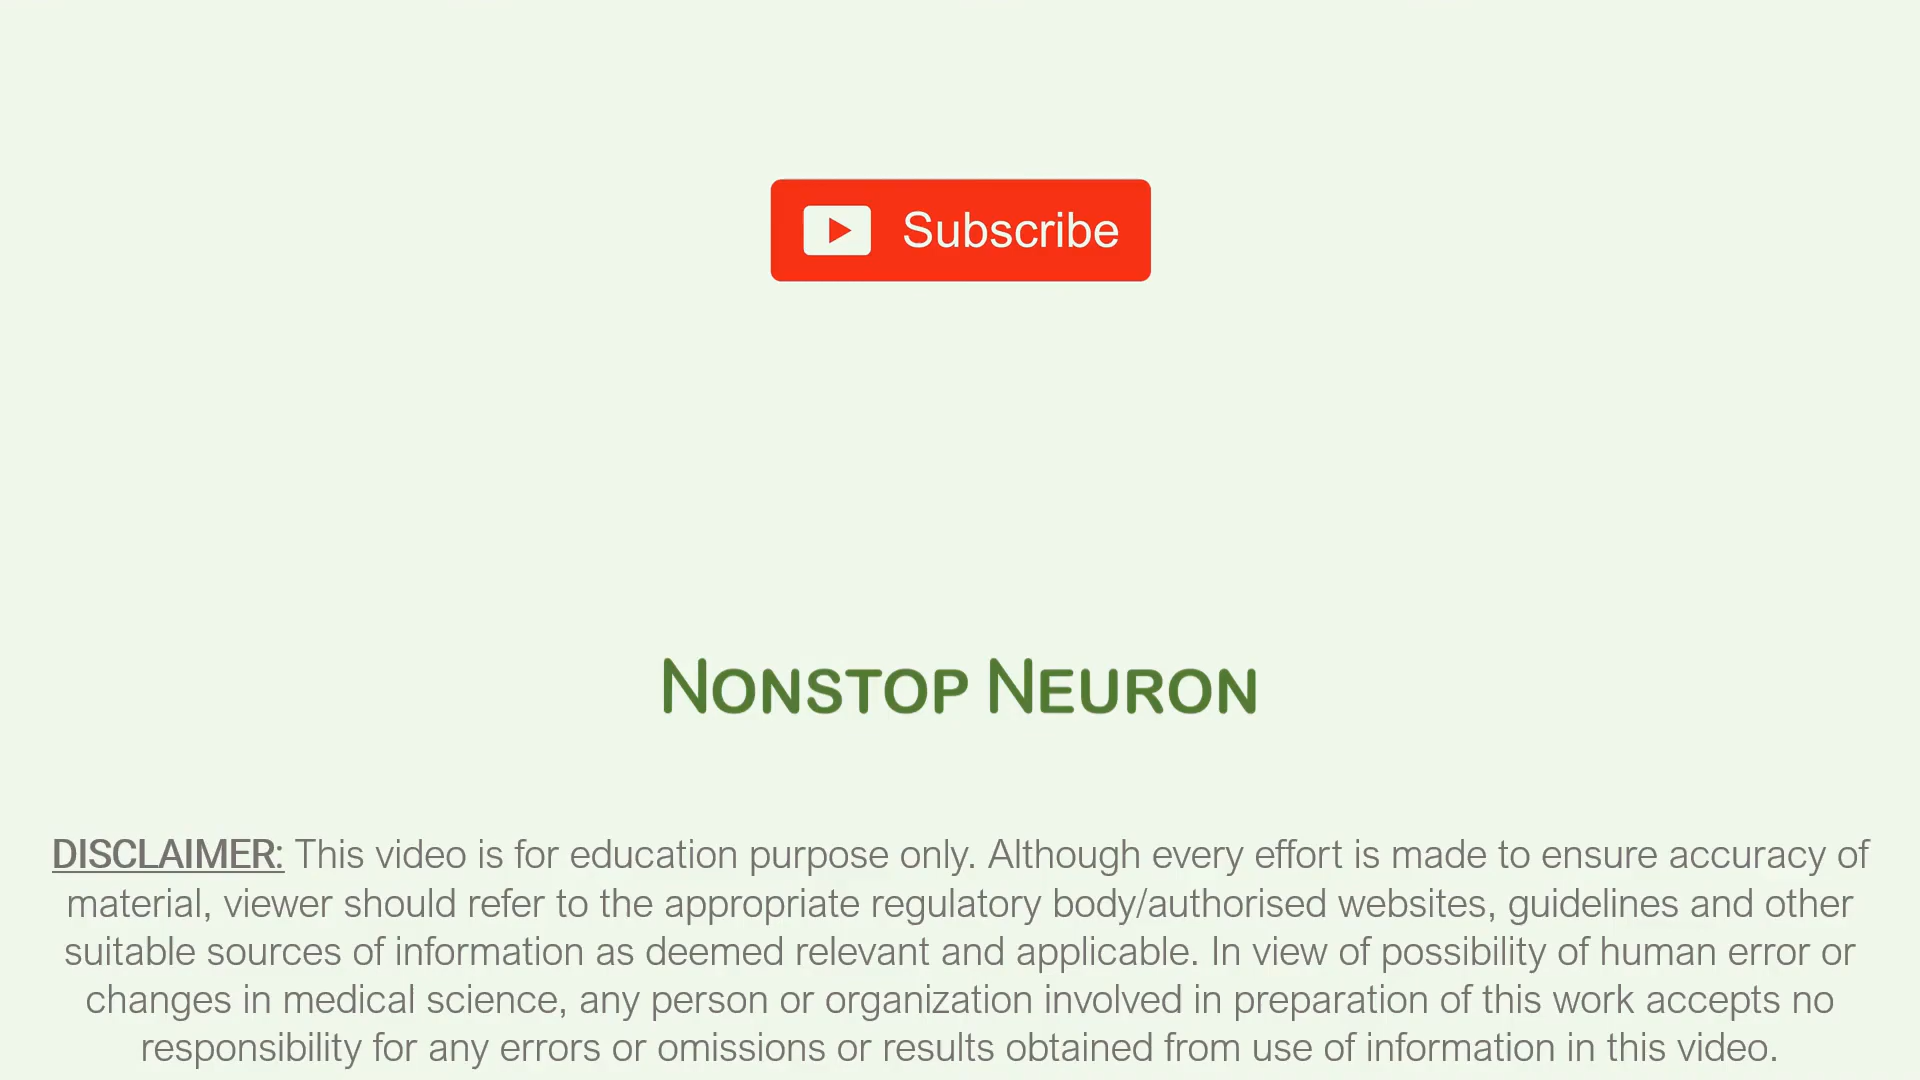 Subscribe
NONSTOP NEURON
DISCLAIMER: This video is for education purpose only. Although every effort is made to ensure accuracy of
material, viewer should refer to the appropriate regulatory body/authorised websites, guidelines and other
suitable sources of information as deemed relevant and applicable. In view of possibility of human error or
changes in medical science, any person or organization involved in preparation of this work accepts no
responsibility for any errors or omissions or results obtained from use of information in this video.